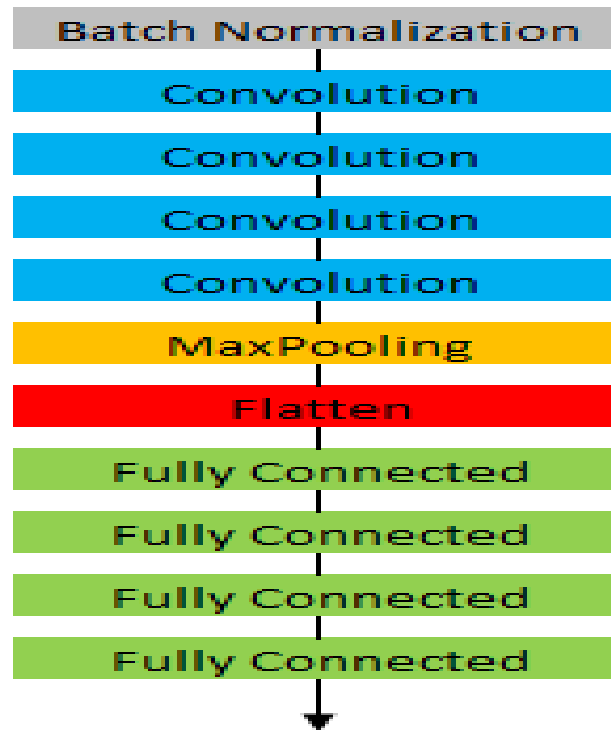 Batch Normalization
Convolution
Convolution
Convolution
Convolution
MaxPooling
Flatten
Fully Connected
Fully Connected
Fully Connected
Fully Connected